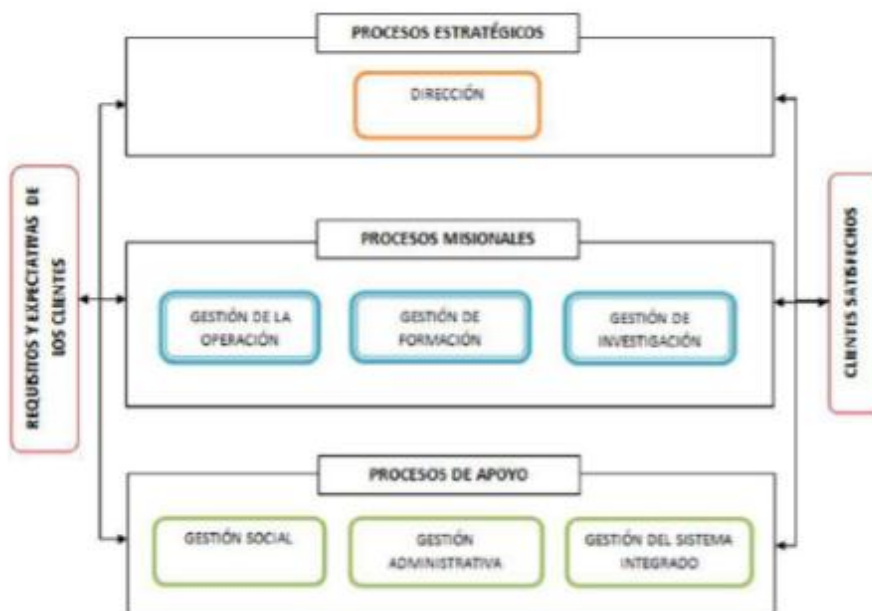 PROCESOS ESTRATÉGICOS
DIRECCIÓN
REQUISITOS Y EXPECTATIVAS DE
LOS CLIENTES
PROCESOS MISIONALES
GESTIÓN DE LA
OPERACIÓN
GESTIÓN DE
FORMACIÓN
GESTIÓN DE
INVESTIGACIÓN
CLIENTES SATISFECHOS
PROCESOS DE APOYO
GESTIÓN SOCIAL
GESTIÓN
ADMINISTRATIVA
GESTIÓN DEL SISTEMA
INTEGRADO